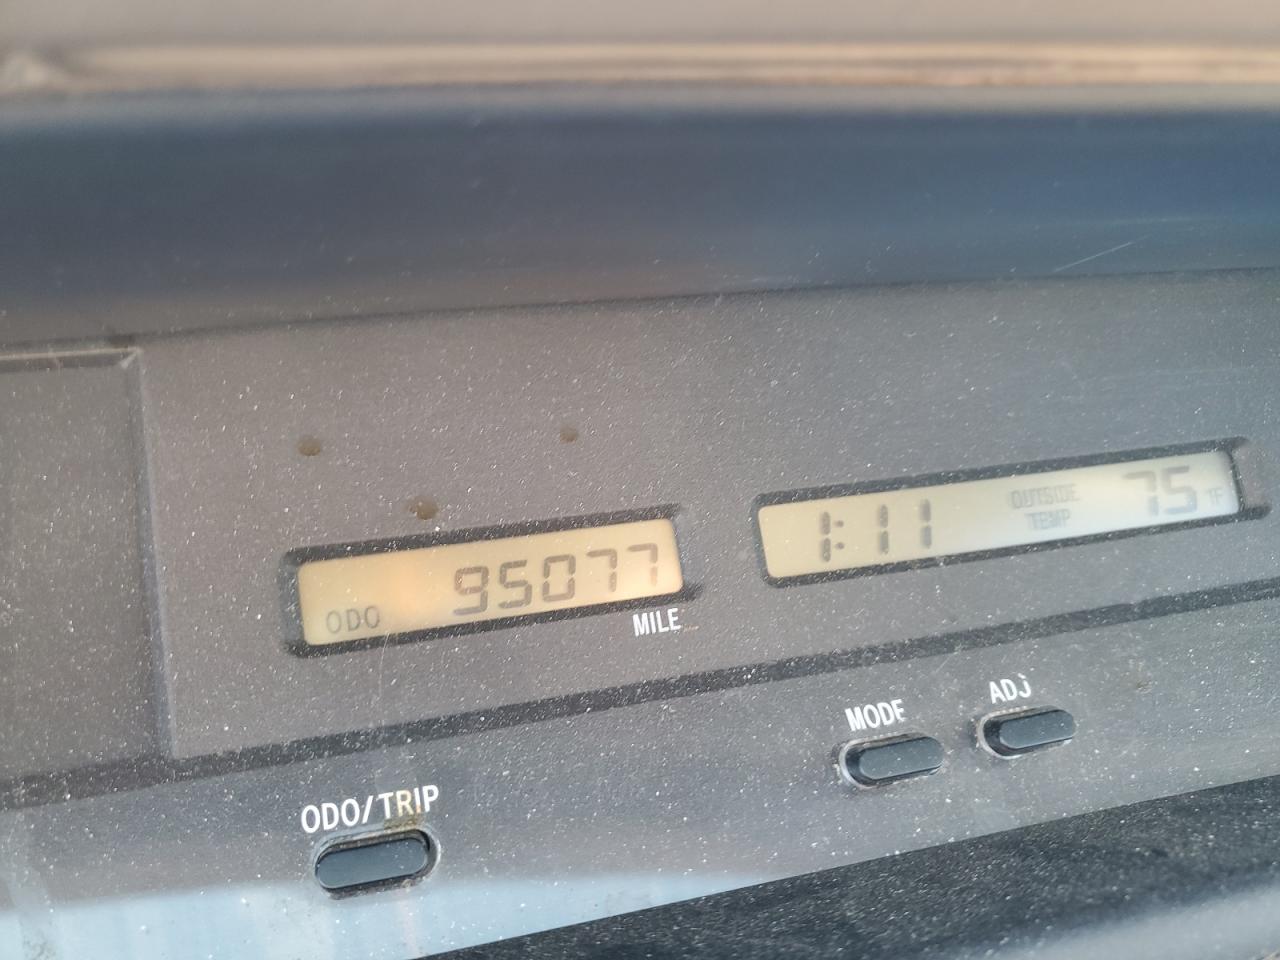 ODO 95077
MILE
1:11 OUTSIDE TEMP 75 °F
MODE
ADJ
ODO/TRIP